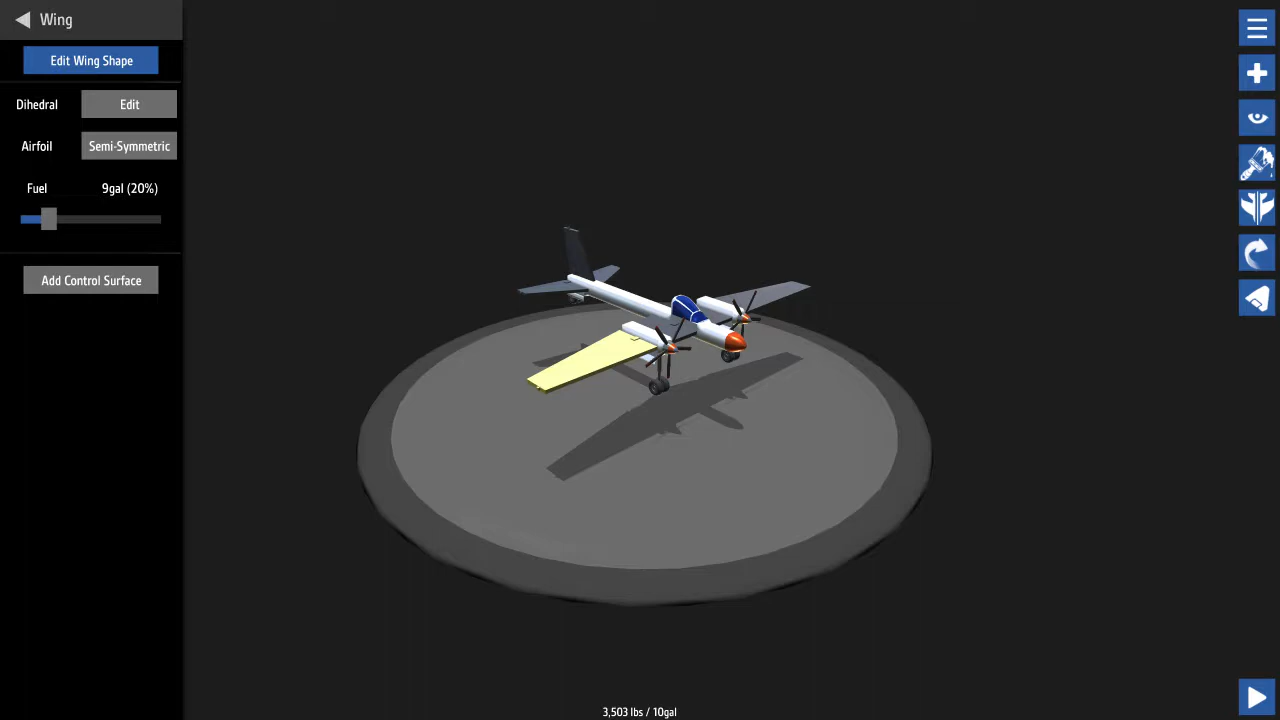 Wing
Edit Wing Shape
Dihedral Edit
Airfoil Semi-Symmetric
Fuel 9gal (20%)
Add Control Surface
3,503 lbs / 10gal